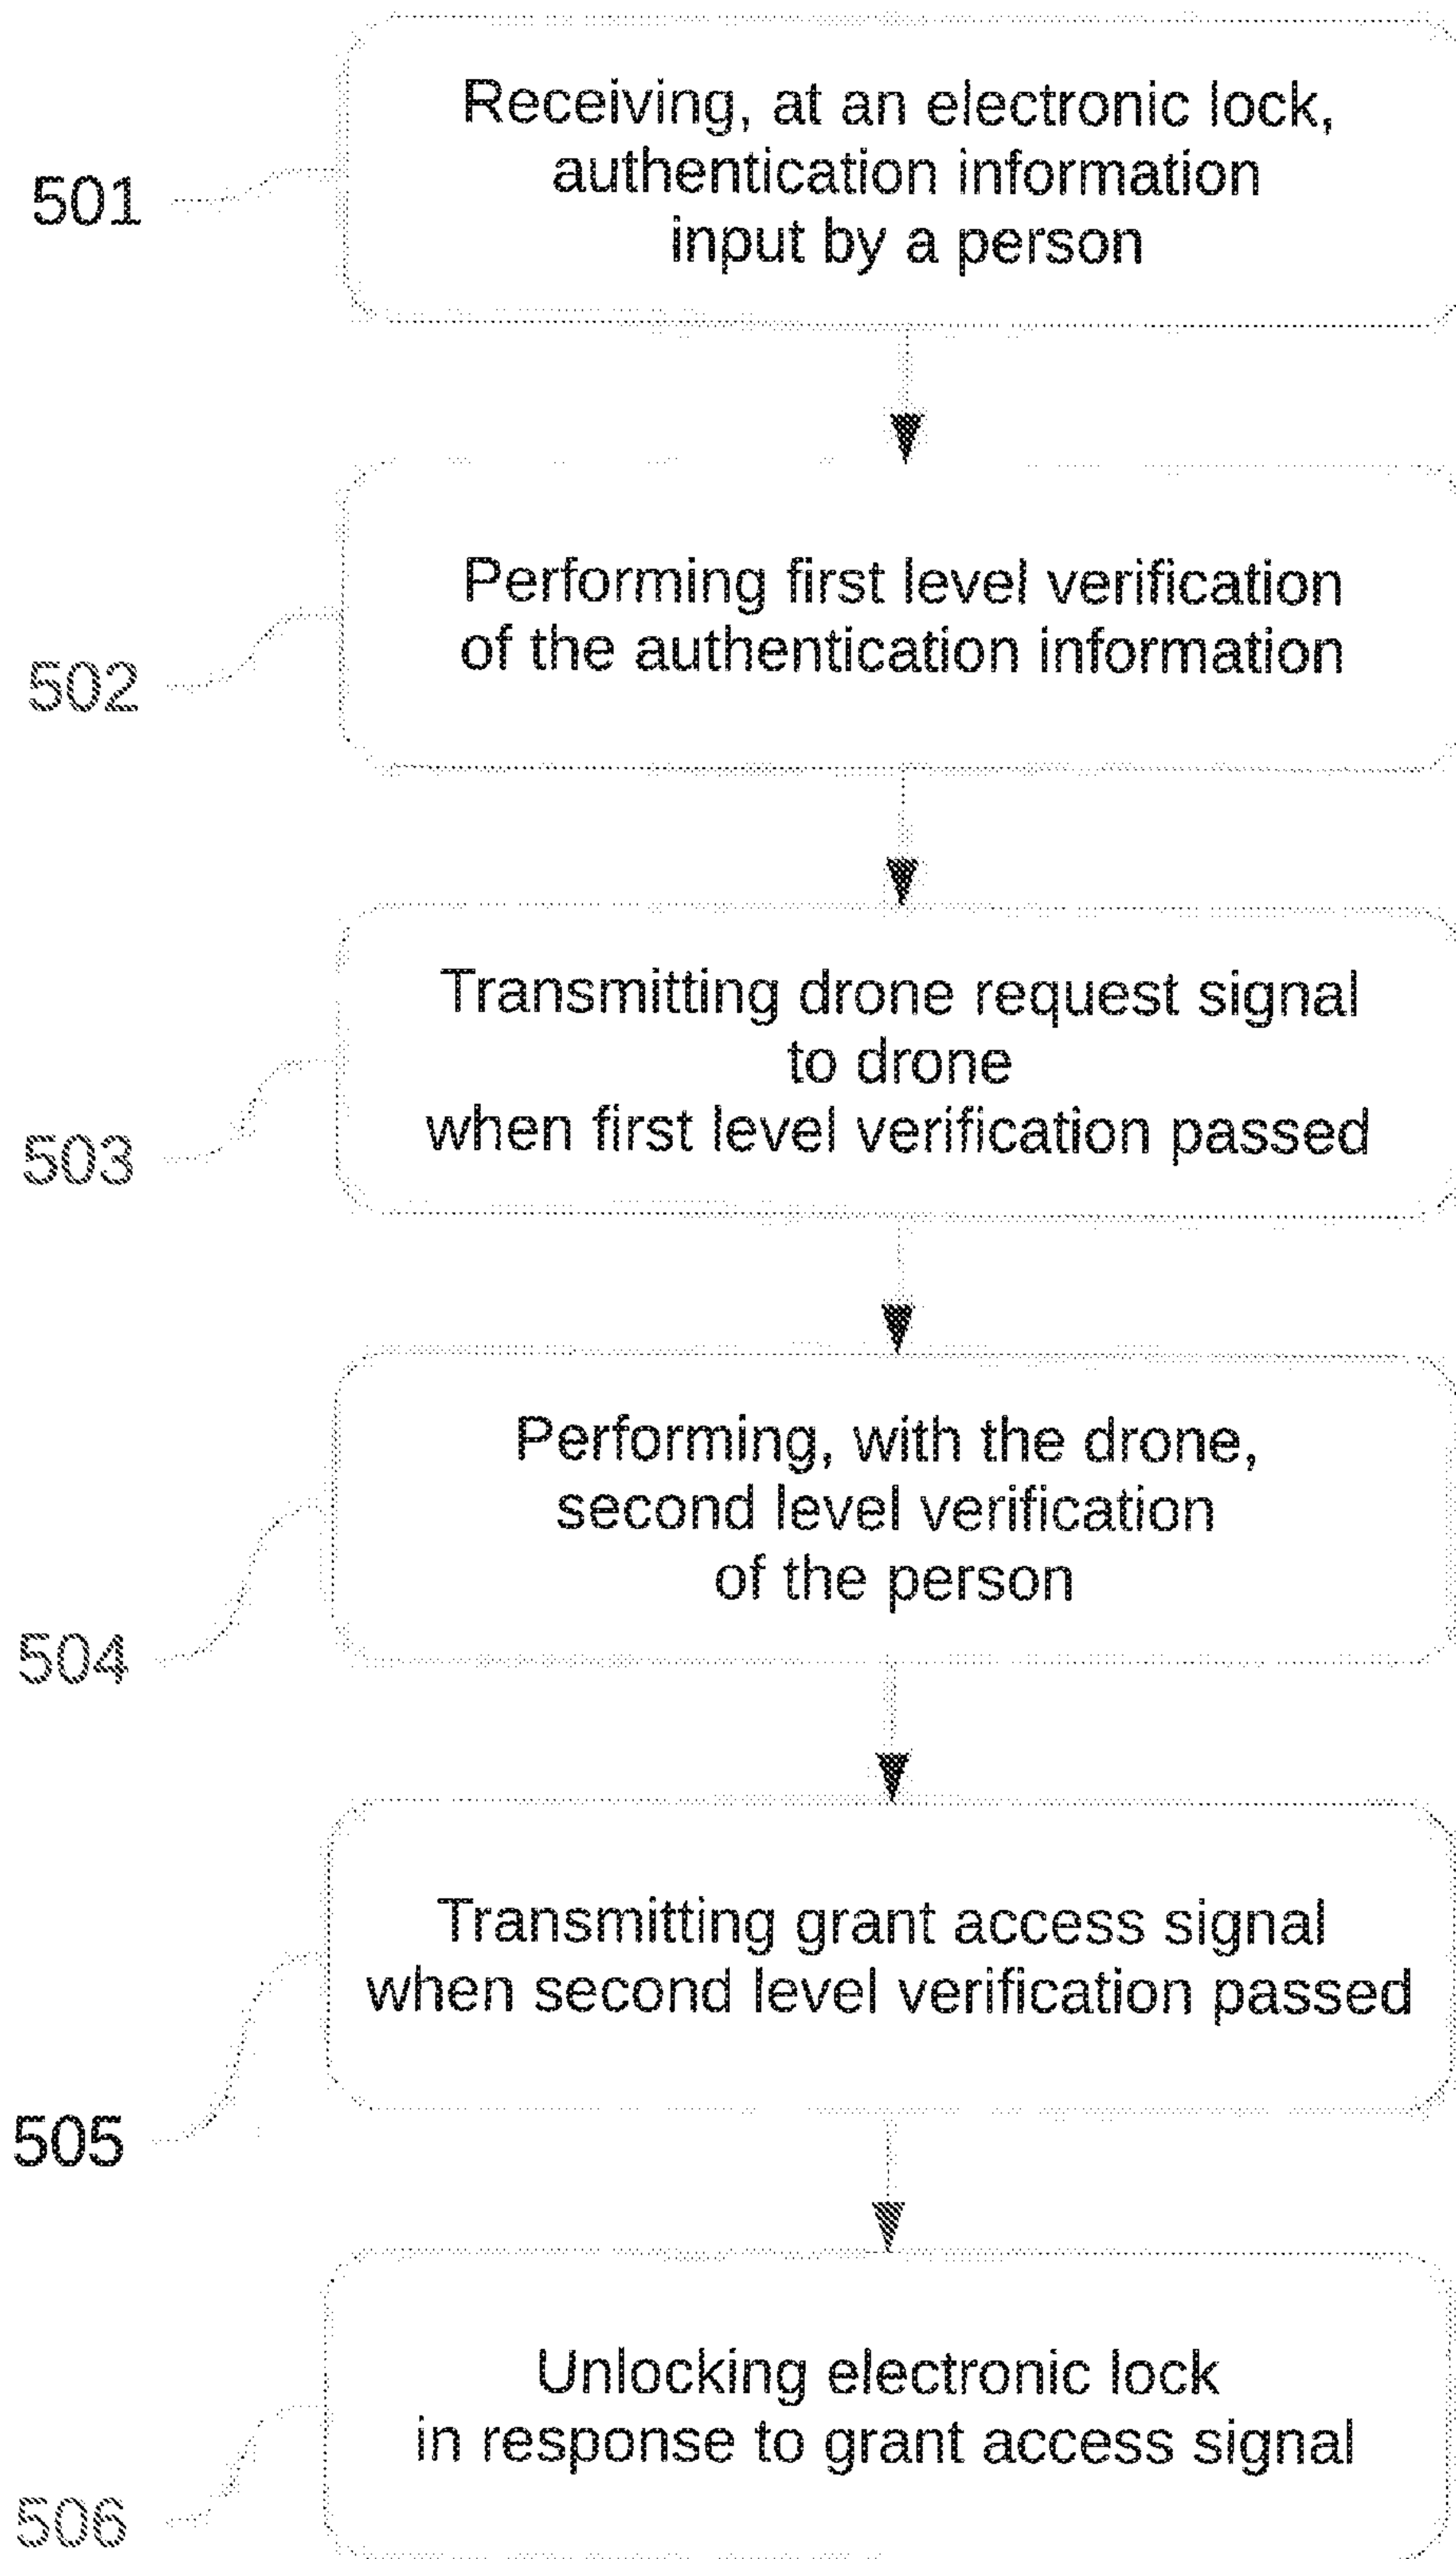 Receiving, at an electronic lock,
authentication information
input by a person
501
Performing first level verification
of the authentication information
502
Transmitting drone request signal
to drone
when first level verification passed
503
Performing, with the drone,
second level verification
of the person
504
Transmitting grant access signal
when second level verification passed
505
Unlocking electronic lock
in response to grant access signal
506